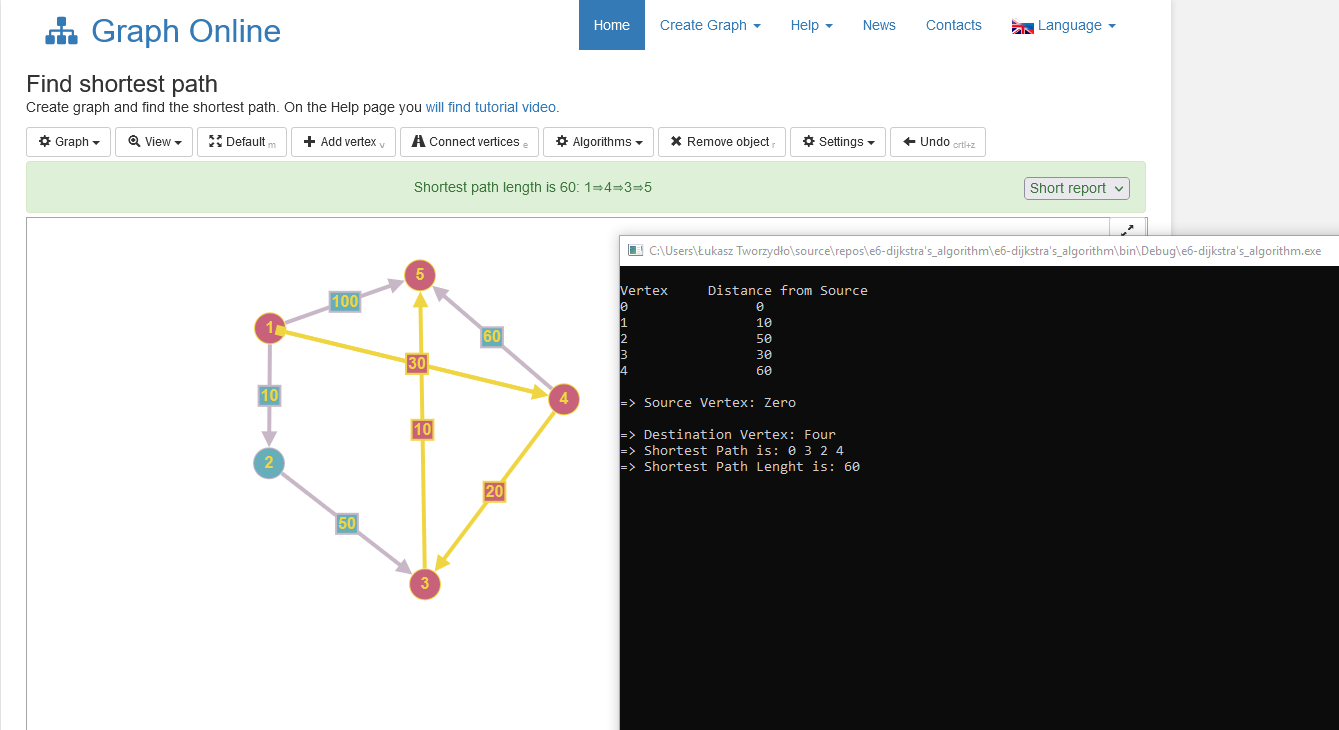 Graph Online
Home Create Graph Help News Contacts Language
Find shortest path
Create graph and find the shortest path. On the Help page you will find tutorial video.
Graph View Default m Add vertex v Connect vertices e Algorithms Remove object r Settings Undo crtl+z
Shortest path length is 60: 1⇒4⇒3⇒5
Short report
5
100
1
60
30
10
4
10
2
20
50
3
C:\Users\Łukasz Tworzydło\source\repos\e6-dijkstra's_algorithm\e6-dijkstra's_algorithm\bin\Debug\e6-dijkstra's_algorithm.exe
Vertex Distance from Source
0 0
1 10
2 50
3 30
4 60
=> Source Vertex: Zero
=> Destination Vertex: Four
=> Shortest Path is: 0 3 2 4
=> Shortest Path Lenght is: 60